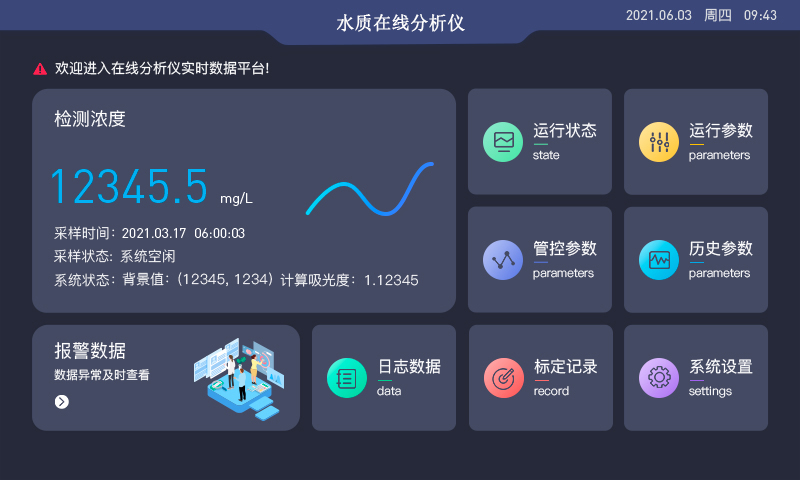 水质在线分析仪
2021.06.03 周四 09:43
欢迎进入在线分析仪实时数据平台!
检测浓度
12345.5 mg/L
采样时间：2021.03.17 06:00:03
采样状态: 系统空闲
系统状态：背景值：(12345, 1234) 计算吸光度：1.12345
运行状态
state
运行参数
parameters
管控参数
parameters
历史参数
parameters
报警数据
数据异常及时查看
日志数据
data
标定记录
record
系统设置
settings